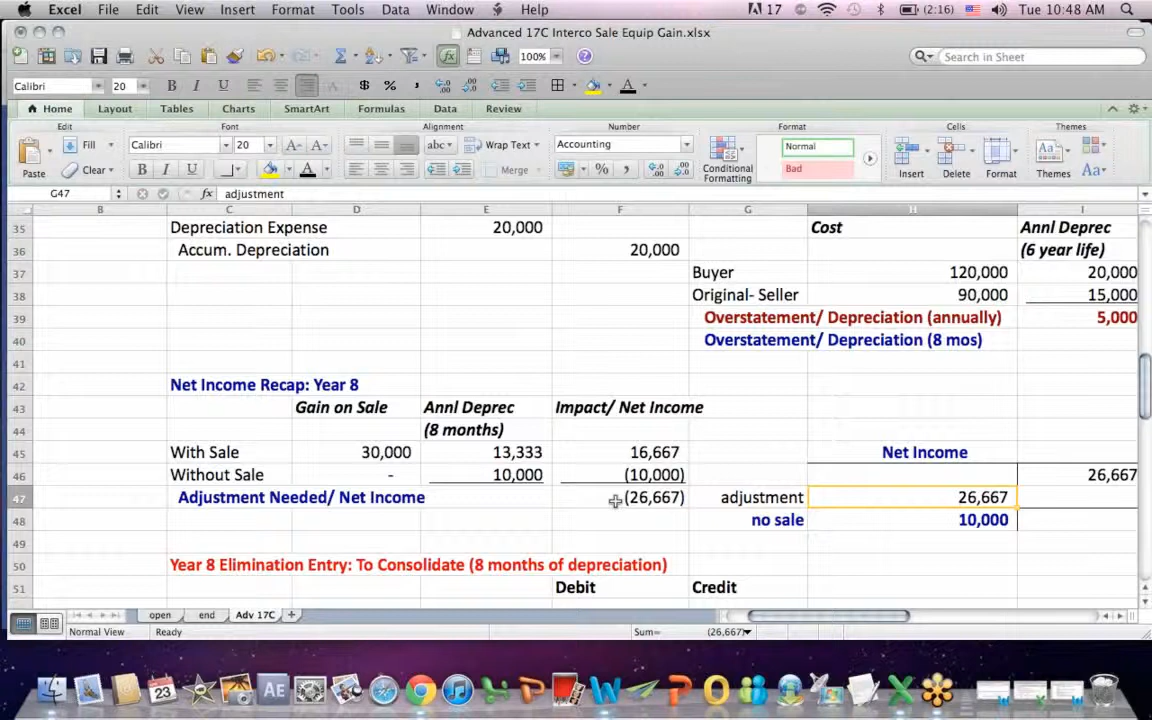 Excel File Edit View Insert Format Tools Data Window Help 17 (2:16) Tue 10:48 AM
Advanced 17C Interco Sale Equip Gain.xlsx
100% Search in Sheet
Calibri 20 B I U $ % , A
Home Layout Tables Charts SmartArt Formulas Data Review
Edit Font Alignment Number Format Cells Themes
Fill Calibri 20 A A abc Wrap Text Accounting Normal
Paste Clear B I U A Merge % , Conditional Formatting Bad Insert Delete Format Themes Aa
G47 fx adjustment
B C D E F G H I
35 Depreciation Expense 20,000 Cost Annl Deprec
36 Accum. Depreciation 20,000 (6 year life)
37 Buyer 120,000 20,000
38 Original- Seller 90,000 15,000
39 Overstatement/ Depreciation (annually) 5,000
40 Overstatement/ Depreciation (8 mos)
41
42 Net Income Recap: Year 8
43 Gain on Sale Annl Deprec Impact/ Net Income
44 (8 months)
45 With Sale 30,000 13,333 16,667 Net Income
46 Without Sale - 10,000 (10,000) 26,667
47 Adjustment Needed/ Net Income (26,667) adjustment 26,667
48 no sale 10,000
49
50 Year 8 Elimination Entry: To Consolidate (8 months of depreciation)
51 Debit Credit
open end Adv 17C
Normal View Ready Sum= (26,667)